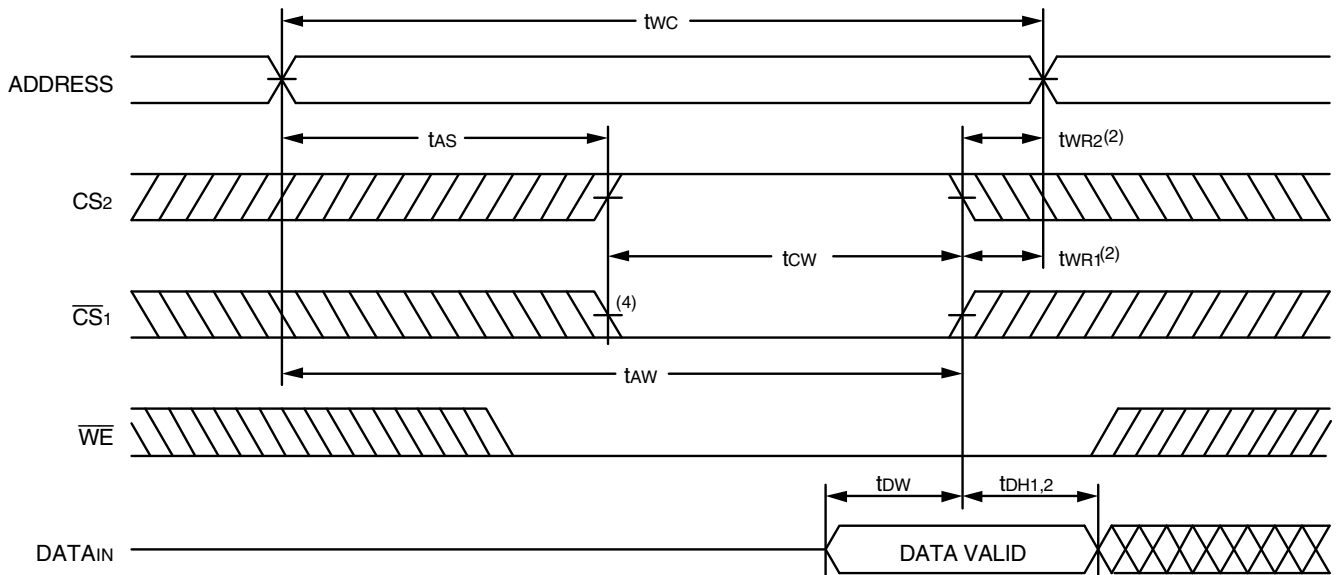 tWC
ADDRESS
tAS
tWR2(2)
CS2
tCW
tWR1(2)
CS1
(4)
tAW
WE
tDW
tDH1,2
DATAIN
DATA VALID